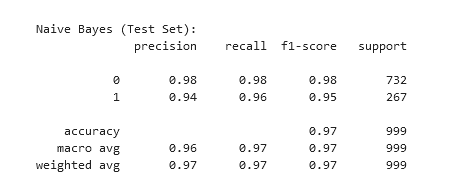 Naive Bayes (Test Set):
precision recall f1-score support
0 0.98 0.98 0.98 732
1 0.94 0.96 0.95 267
accuracy 0.97 999
macro avg 0.96 0.97 0.97 999
weighted avg 0.97 0.97 0.97 999